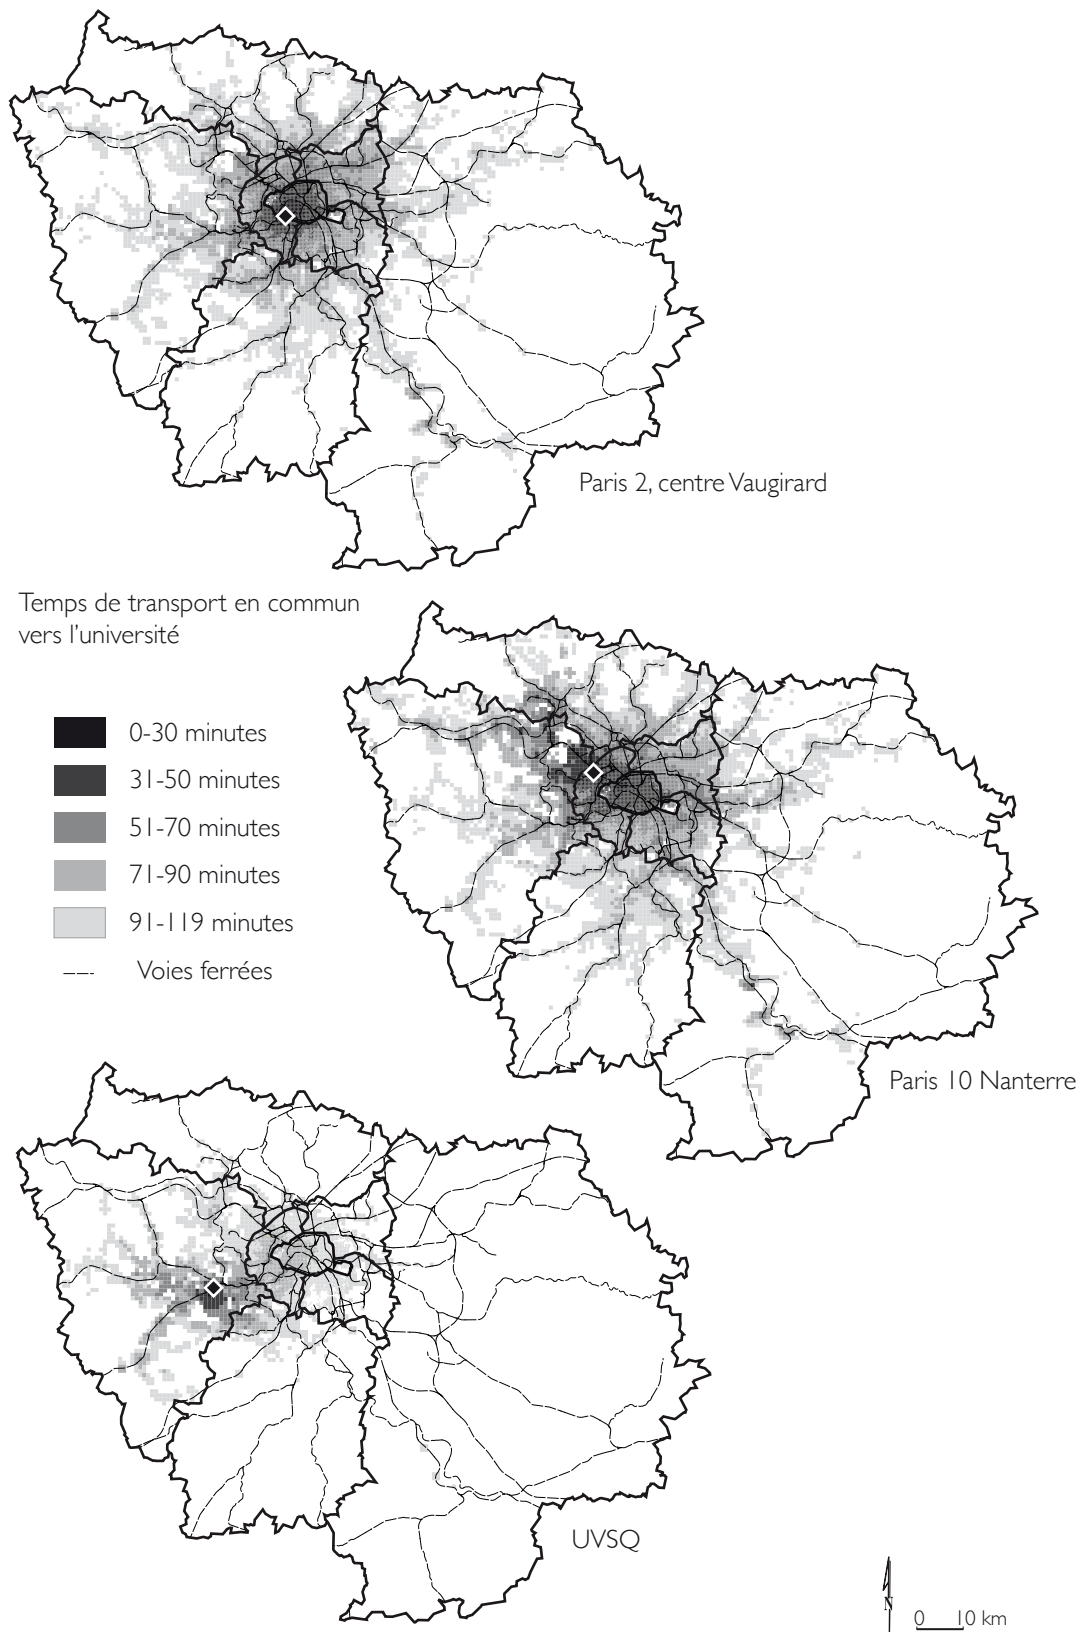 Paris 2, centre Vaugirard
Temps de transport en commun
vers l'université
0-30 minutes
31-50 minutes
51-70 minutes
71-90 minutes
91-119 minutes
Voies ferrées
Paris 10 Nanterre
UVSQ
N
0 10 km